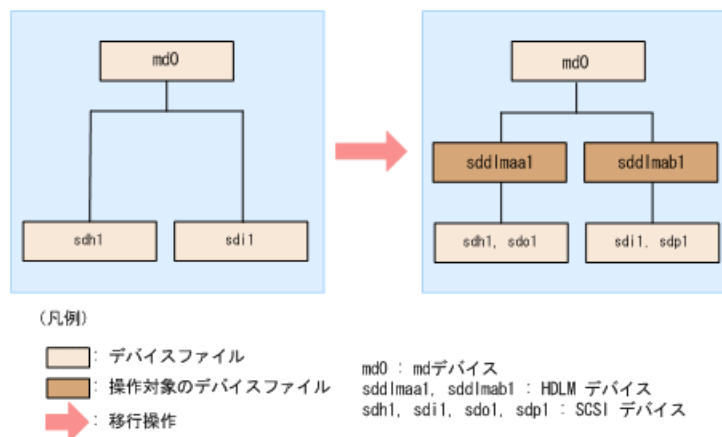 md0
sdh1
sdi1
md0
sddlmaa1
sddlmab1
sdh1, sdo1
sdi1, sdp1
(凡例)
: デバイスファイル
: 操作対象のデバイスファイル
: 移行操作
md0 : mdデバイス
sddlmaa1, sddlmab1 : HDLM デバイス
sdh1, sdi1, sdo1, sdp1 : SCSI デバイス